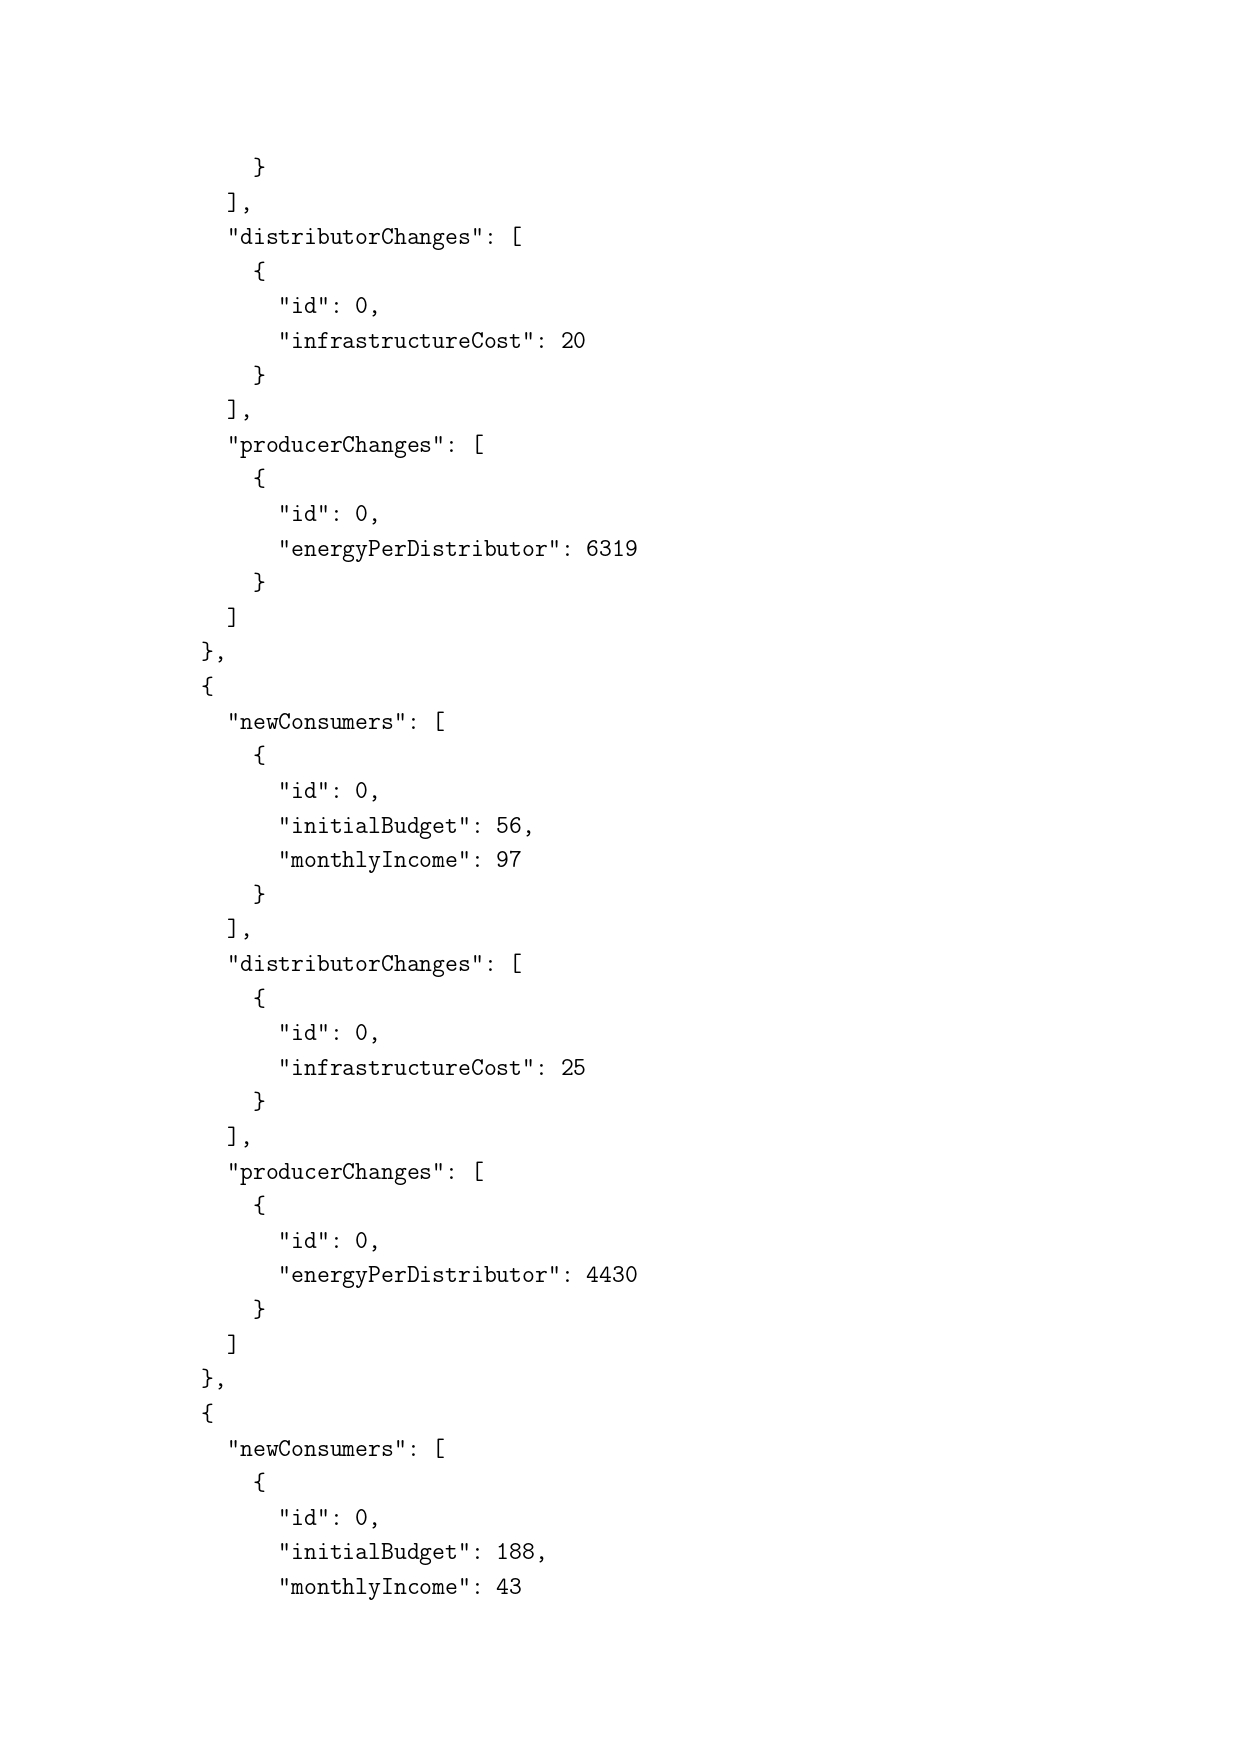 }
  ],
  "distributorChanges": [
    {
      "id": 0,
      "infrastructureCost": 20
    }
  ],
  "producerChanges": [
    {
      "id": 0,
      "energyPerDistributor": 6319
    }
  ]
},
{
  "newConsumers": [
    {
      "id": 0,
      "initialBudget": 56,
      "monthlyIncome": 97
    }
  ],
  "distributorChanges": [
    {
      "id": 0,
      "infrastructureCost": 25
    }
  ],
  "producerChanges": [
    {
      "id": 0,
      "energyPerDistributor": 4430
    }
  ]
},
{
  "newConsumers": [
    {
      "id": 0,
      "initialBudget": 188,
      "monthlyIncome": 43